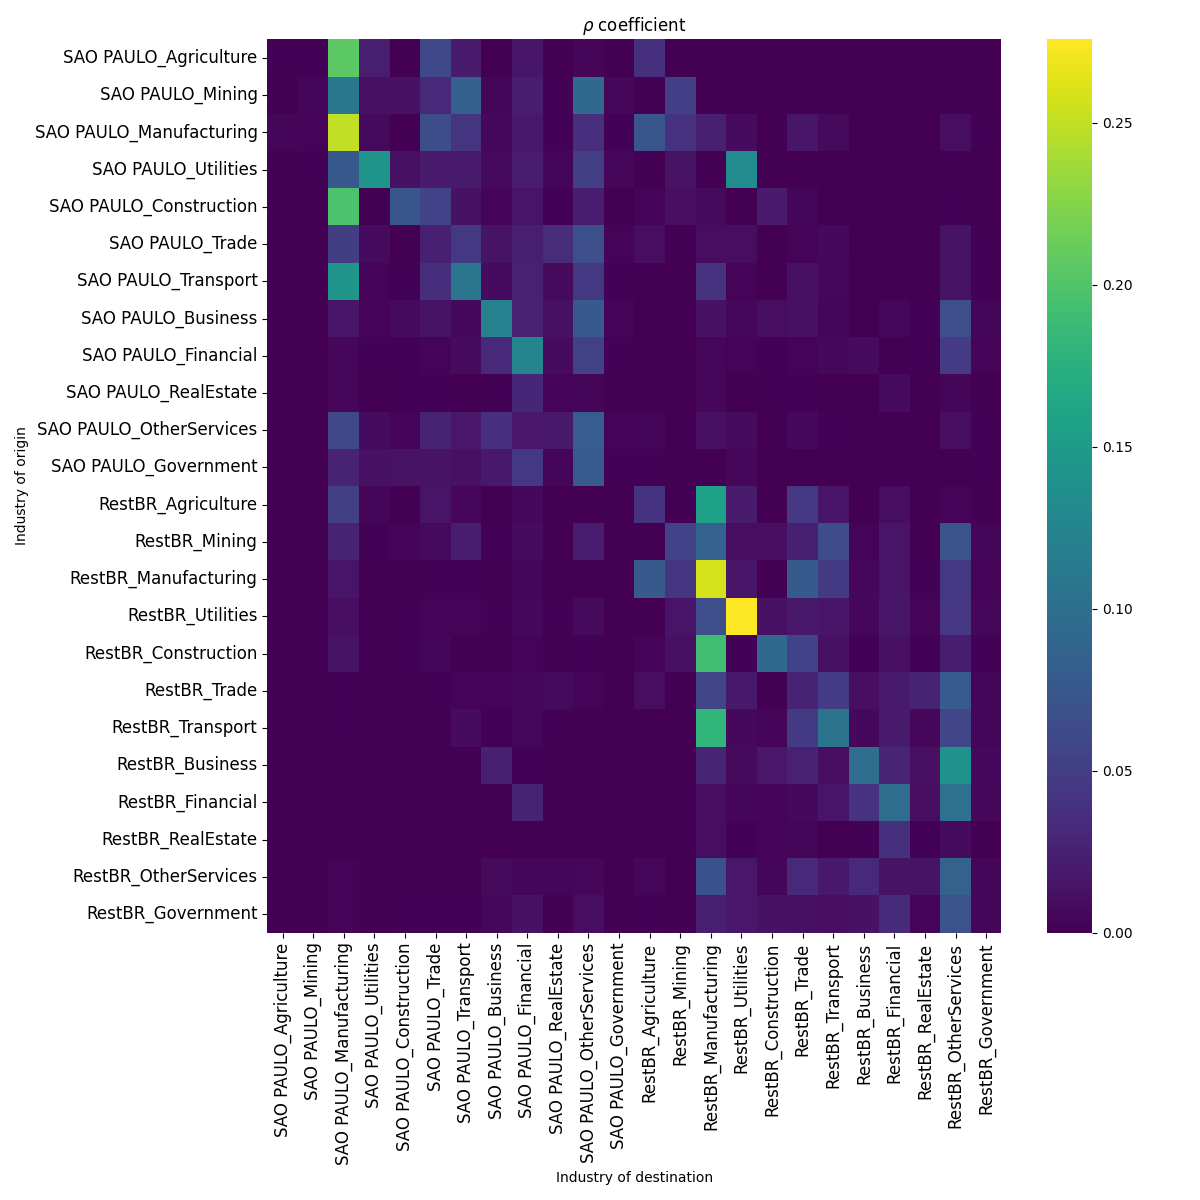 ρ coefficient
Industry of origin
SAO PAULO_Agriculture
SAO PAULO_Mining
SAO PAULO_Manufacturing
SAO PAULO_Utilities
SAO PAULO_Construction
SAO PAULO_Trade
SAO PAULO_Transport
SAO PAULO_Business
SAO PAULO_Financial
SAO PAULO_RealEstate
SAO PAULO_OtherServices
SAO PAULO_Government
RestBR_Agriculture
RestBR_Mining
RestBR_Manufacturing
RestBR_Utilities
RestBR_Construction
RestBR_Trade
RestBR_Transport
RestBR_Business
RestBR_Financial
RestBR_RealEstate
RestBR_OtherServices
RestBR_Government
SAO PAULO_Agriculture
SAO PAULO_Mining
SAO PAULO_Manufacturing
SAO PAULO_Utilities
SAO PAULO_Construction
SAO PAULO_Trade
SAO PAULO_Transport
SAO PAULO_Business
SAO PAULO_Financial
SAO PAULO_RealEstate
SAO PAULO_OtherServices
SAO PAULO_Government
RestBR_Agriculture
RestBR_Mining
RestBR_Manufacturing
RestBR_Utilities
RestBR_Construction
RestBR_Trade
RestBR_Transport
RestBR_Business
RestBR_Financial
RestBR_RealEstate
RestBR_OtherServices
RestBR_Government
Industry of destination
0.25
0.20
0.15
0.10
0.05
0.00